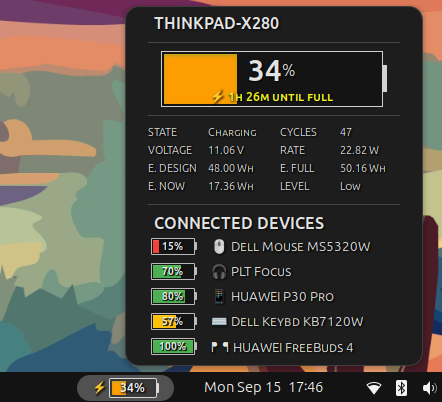 THINKPAD-X280
34%
⚡ 1h 26m until full
STATE Charging CYCLES 47
VOLTAGE 11.06 V RATE 22.82 W
E. DESIGN 48.00 Wh E. FULL 50.16 Wh
E. NOW 17.36 Wh LEVEL Low
CONNECTED DEVICES
15% Dell Mouse MS5320W
70% PLT Focus
80% HUAWEI P30 Pro
57% Dell Keybd KB7120W
100% HUAWEI FreeBuds 4
⚡ 34% Mon Sep 15 17:46